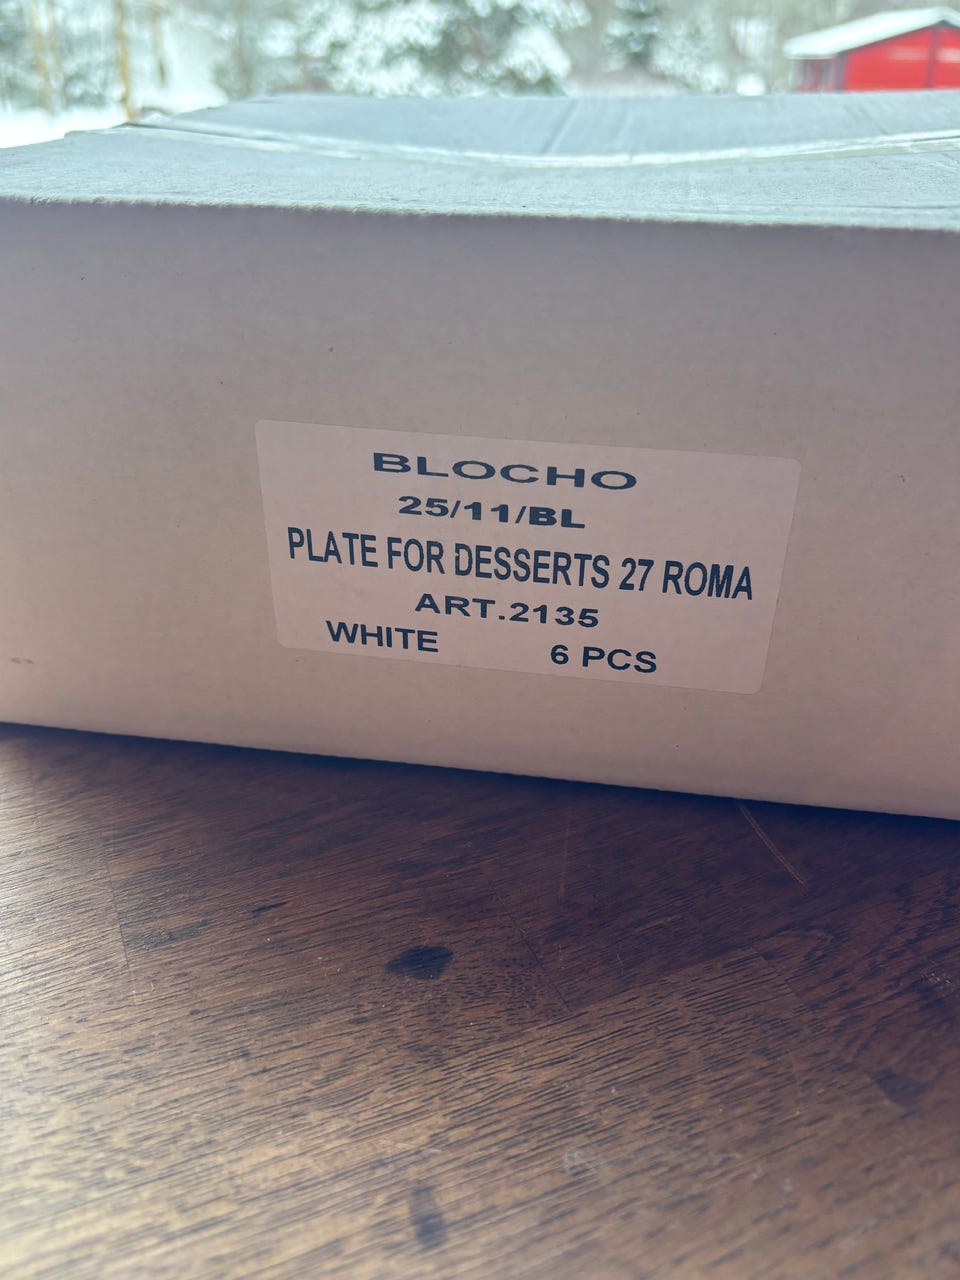 BLOCHO
25/11/BL
PLATE FOR DESSERTS 27 ROMA
ART.2135
WHITE 6 PCS